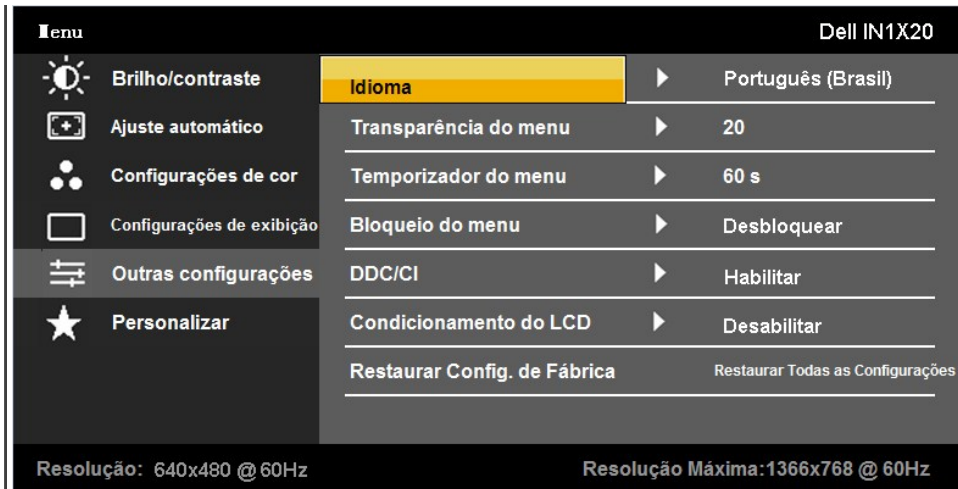 Menu Dell IN1X20
Brilho/contraste Idioma Português (Brasil)
Ajuste automático Transparência do menu 20
Configurações de cor Temporizador do menu 60 s
Configurações de exibição Bloqueio do menu Desbloquear
Outras configurações DDC/CI Habilitar
Personalizar Condicionamento do LCD Desabilitar
Restaurar Config. de Fábrica Restaurar Todas as Configurações
Resolução: 640x480 @ 60Hz Resolução Máxima:1366x768 @ 60Hz